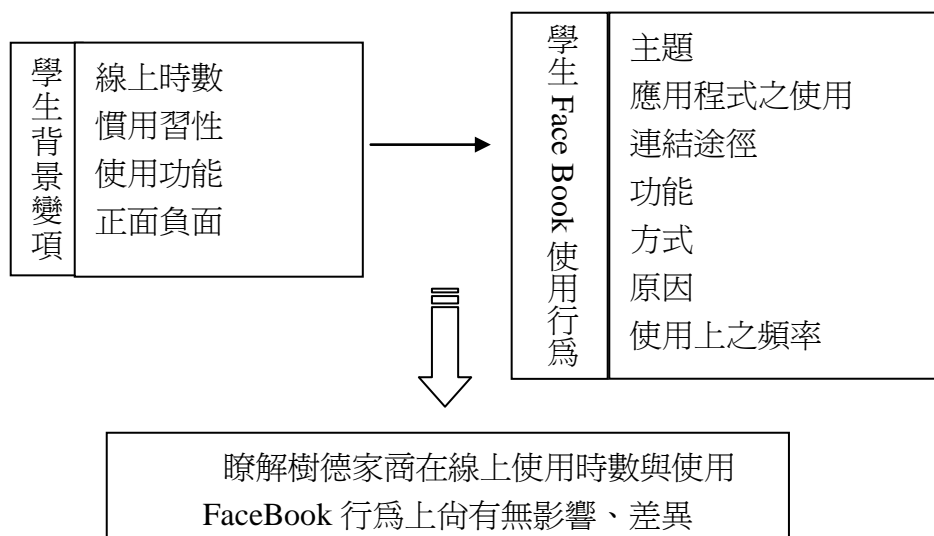 學生背景變項
線上時數
慣用習性
使用功能
正面負面
學生 Face Book 使用行為
主題
應用程式之使用
連結途徑
功能
方式
原因
使用上之頻率
瞭解樹德家商在線上使用時數與使用
FaceBook 行為上尚有無影響、差異